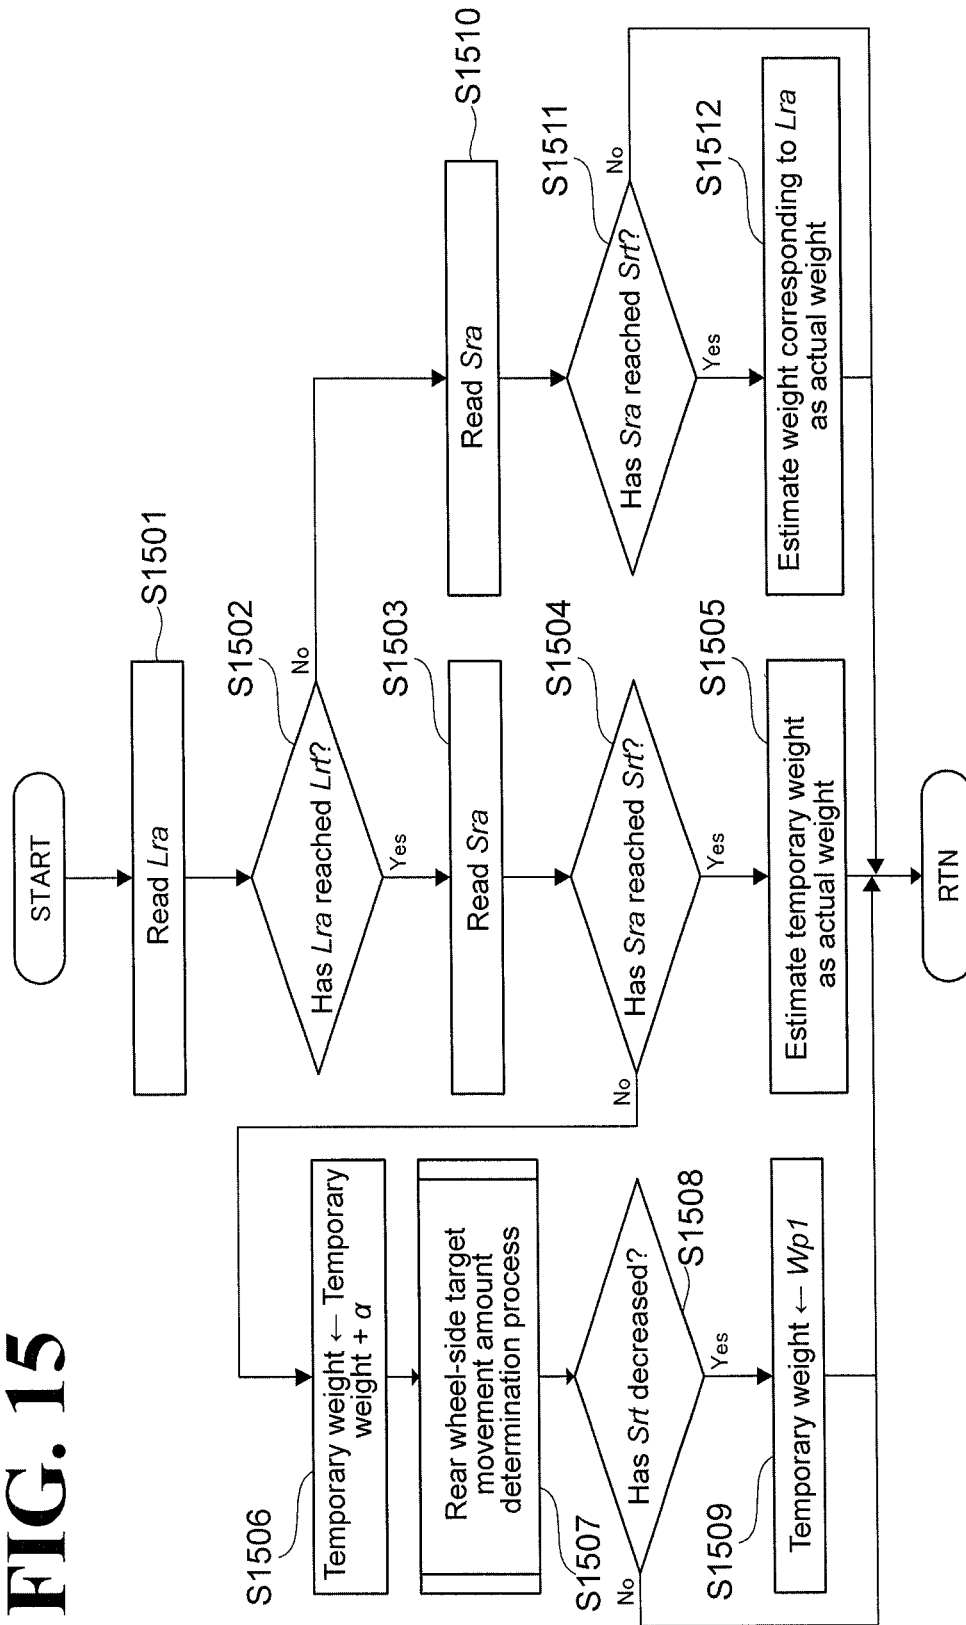 FIG. 15
START
Read Lra
S1501
Has Lra reached Lrt?
S1502
No
Yes
Read Sra
S1503
Has Sra reached Srt?
S1504
No
Yes
Estimate temporary weight
as actual weight
S1505
Temporary weight ← Temporary
weight + α
S1506
Rear wheel-side target
movement amount
determination process
S1507
Has Srt decreased?
S1508
No
Yes
Temporary weight ← Wp1
S1509
Read Sra
S1510
Has Sra reached Srt?
S1511
No
Yes
Estimate weight corresponding to Lra
as actual weight
S1512
RTN